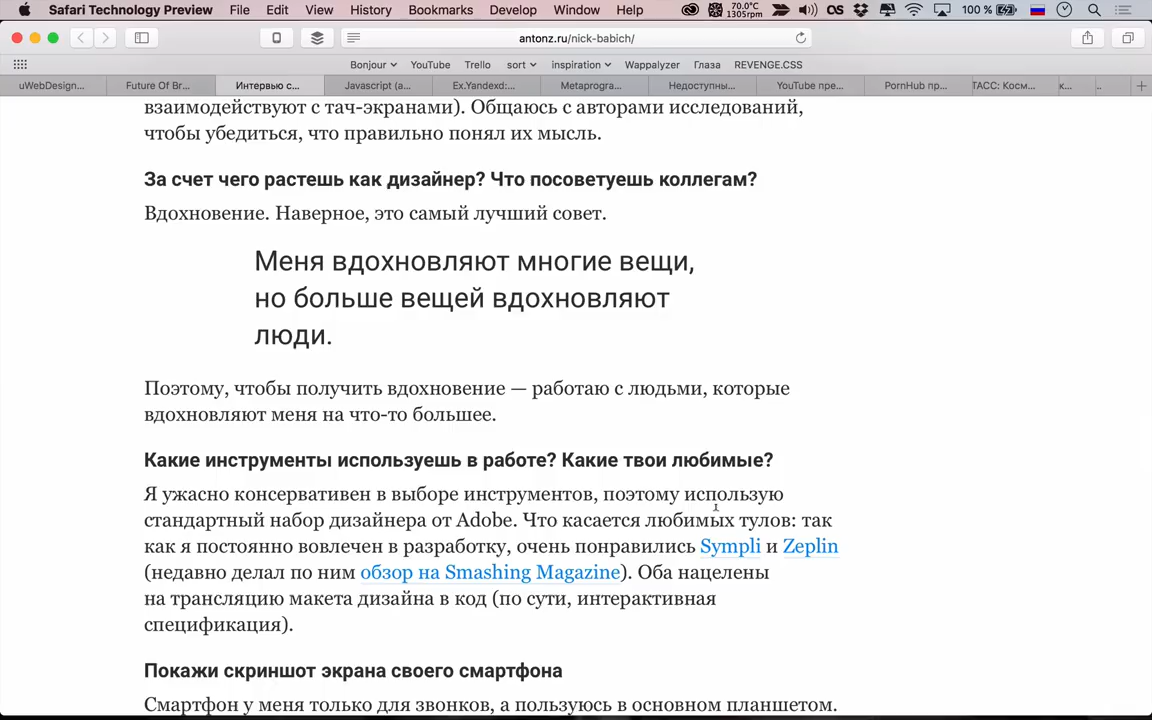 Safari Technology Preview File Edit View History Bookmarks Develop Window Help 70.0°C 1305rpm 100 %
antonz.ru/nick-babich/
Bonjour YouTube Trello sort inspiration Wappalyzer Глаза REVENGE.CSS
uWebDesign... Future Of Br... Интервью с... Javascript (a... Ex.Yandexd:... Metaprogra... Недоступны... YouTube пре... PornHub пр... ТАСС: Косм... к... ..
взаимодействуют с тач-экранами). Общаюсь с авторами исследований,
чтобы убедиться, что правильно понял их мысль.
За счет чего растешь как дизайнер? Что посоветуешь коллегам?
Вдохновение. Наверное, это самый лучший совет.
Меня вдохновляют многие вещи,
но больше вещей вдохновляют
люди.
Поэтому, чтобы получить вдохновение — работаю с людьми, которые
вдохновляют меня на что-то большее.
Какие инструменты используешь в работе? Какие твои любимые?
Я ужасно консервативен в выборе инструментов, поэтому использую
стандартный набор дизайнера от Adobe. Что касается любимых тулов: так
как я постоянно вовлечен в разработку, очень понравились Sympli и Zeplin
(недавно делал по ним обзор на Smashing Magazine). Оба нацелены
на трансляцию макета дизайна в код (по сути, интерактивная
спецификация).
Покажи скриншот экрана своего смартфона
Смартфон у меня только для звонков, а пользуюсь в основном планшетом.